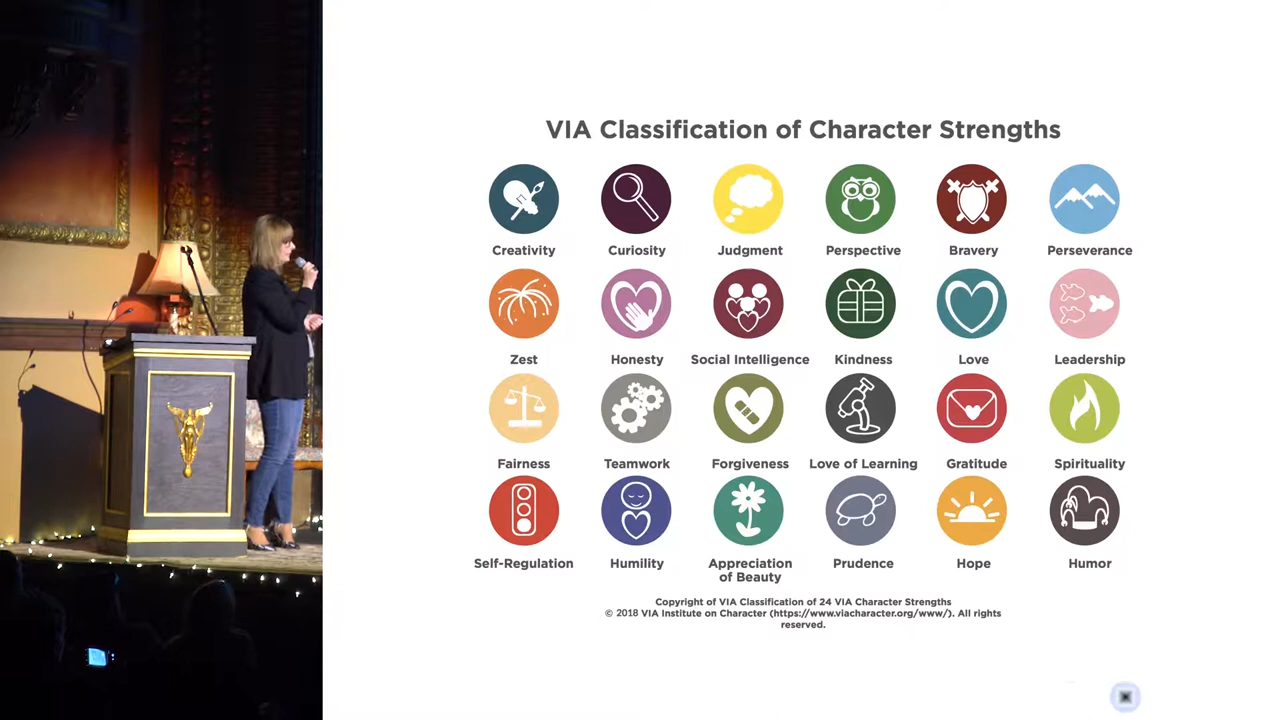 VIA Classification of Character Strengths
Creativity
Curiosity
Judgment
Perspective
Bravery
Perseverance
Zest
Honesty
Social Intelligence
Kindness
Love
Leadership
Fairness
Teamwork
Forgiveness
Love of Learning
Gratitude
Spirituality
Self-Regulation
Humility
Appreciation
of Beauty
Prudence
Hope
Humor
Copyright of VIA Classification of 24 VIA Character Strengths
© 2018 VIA Institute on Character (https://www.viacharacter.org/www/). All rights
reserved.